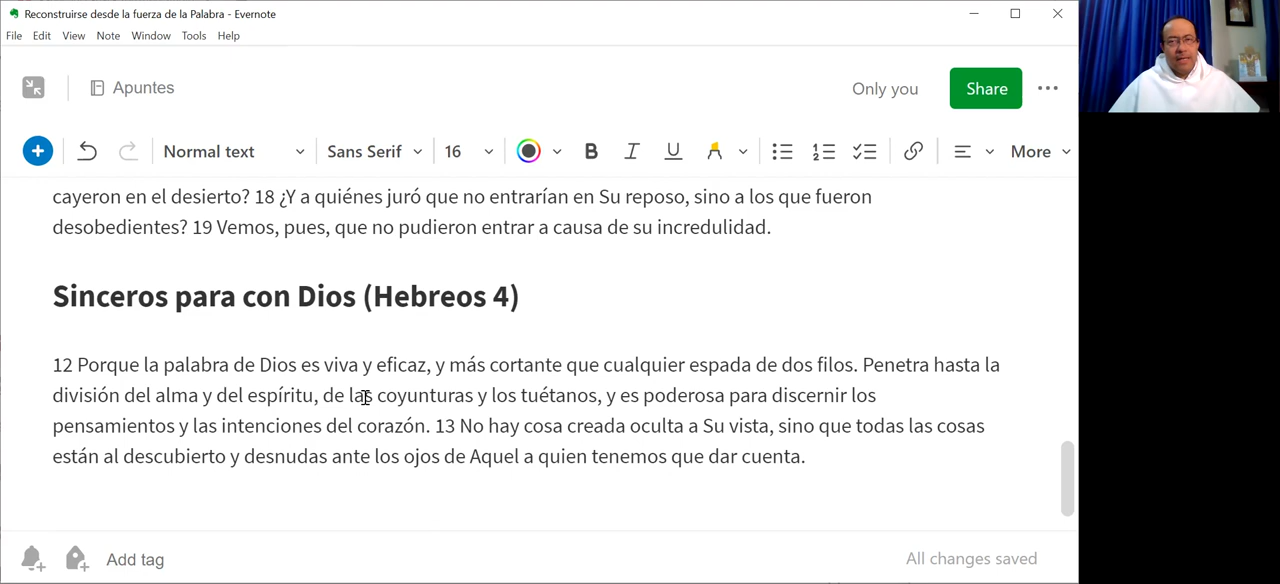 Reconstruirse desde la fuerza de la Palabra - Evernote
File Edit View Note Window Tools Help
Apuntes
Only you
Share
Normal text
Sans Serif
16
B I U
More
cayeron en el desierto? 18 ¿Y a quiénes juró que no entrarían en Su reposo, sino a los que fueron
desobedientes? 19 Vemos, pues, que no pudieron entrar a causa de su incredulidad.
Sinceros para con Dios (Hebreos 4)
12 Porque la palabra de Dios es viva y eficaz, y más cortante que cualquier espada de dos filos. Penetra hasta la
división del alma y del espíritu, de las coyunturas y los tuétanos, y es poderosa para discernir los
pensamientos y las intenciones del corazón. 13 No hay cosa creada oculta a Su vista, sino que todas las cosas
están al descubierto y desnudas ante los ojos de Aquel a quien tenemos que dar cuenta.
Add tag
All changes saved